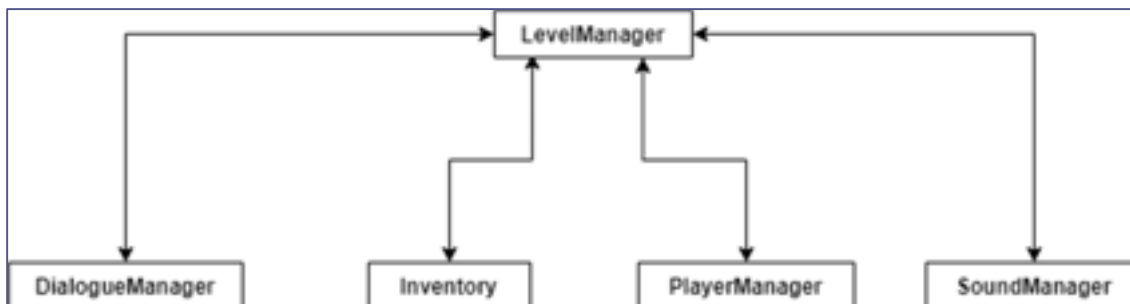 LevelManager
DialogueManager
Inventory
PlayerManager
SoundManager